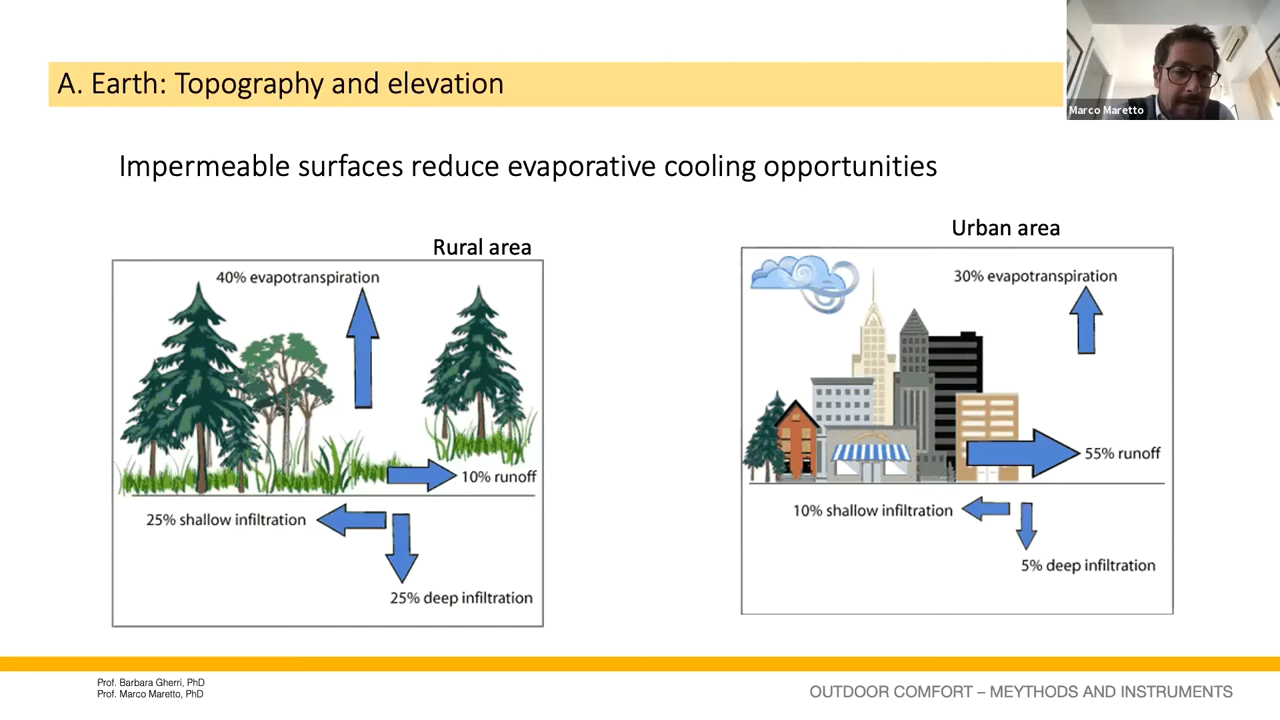 A. Earth: Topography and elevation
Marco Maretto
Impermeable surfaces reduce evaporative cooling opportunities
Rural area
40% evapotranspiration
10% runoff
25% shallow infiltration
25% deep infiltration
Urban area
30% evapotranspiration
55% runoff
10% shallow infiltration
5% deep infiltration
Prof. Barbara Gherri, PhD
Prof. Marco Maretto, PhD
OUTDOOR COMFORT – MEYTHODS AND INSTRUMENTS